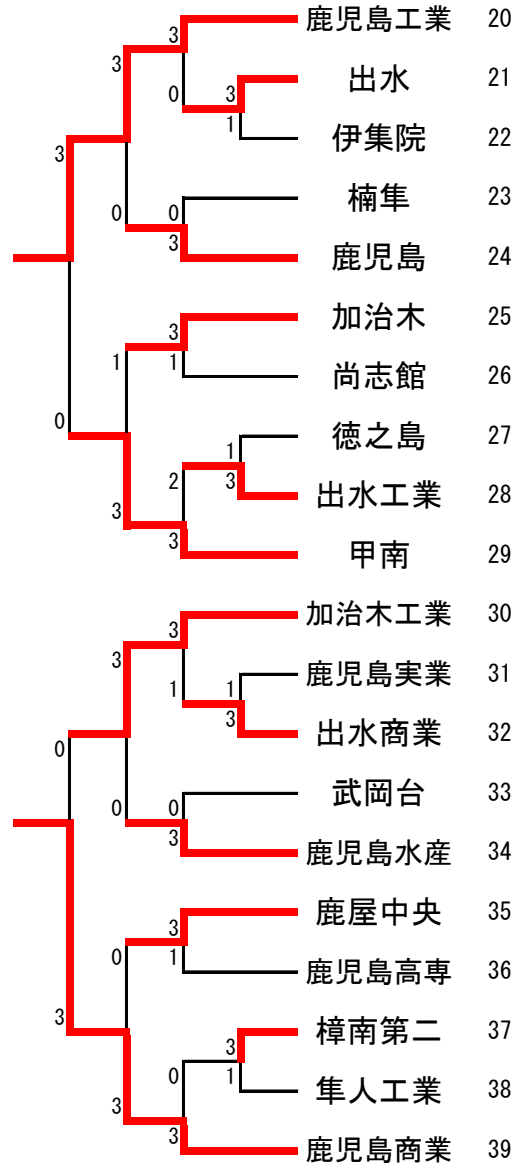 3 鹿児島工業 20
3
0 3 出水 21
3 1 伊集院 22
0 0 楠隼 23
3 鹿児島 24
3 加治木 25
1 1 尚志館 26
0 1 徳之島 27
2 3 出水工業 28
3 3 甲南 29
3 加治木工業 30
3
1 1 鹿児島実業 31
0 3 出水商業 32
0 0 武岡台 33
3 鹿児島水産 34
3 鹿屋中央 35
0 1 鹿児島高専 36
3 3 樟南第二 37
0 1 隼人工業 38
3 3 鹿児島商業 39